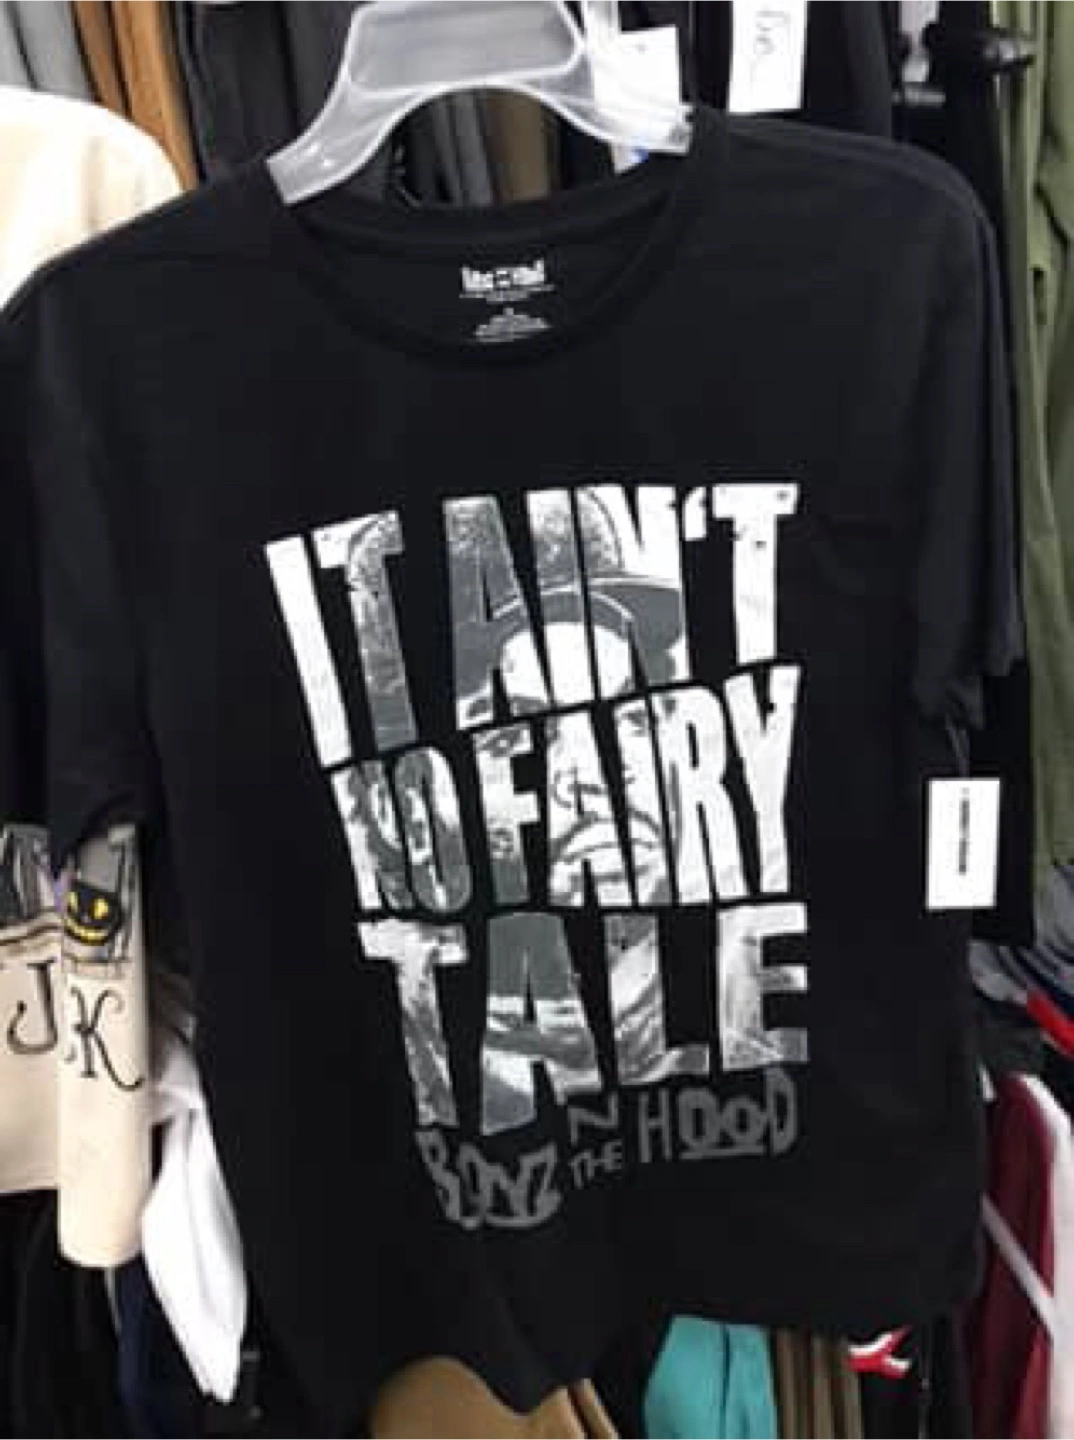 IT AIN'T
NO FAIRY
TALE
BOYZ N THE HOOD
JK